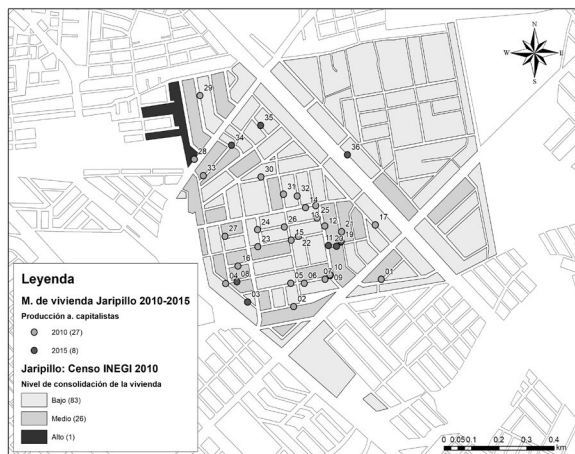 N
W E
S
29
35
34
36
28
33
30
31 32
14
25
13
17
27 24 26 12 21
15 19
23 22 11 20
16
04 08 05 06 07 10 01
09
03
02
Leyenda
M. de vivienda Jaripillo 2010-2015
Producción a. capitalistas
2010 (27)
2015 (8)
Jaripillo: Censo INEGI 2010
Nivel de consolidación de la vivienda
Bajo (83)
Medio (26)
Alto (1)
0 0.05 0.1 0.2 0.3 0.4
km